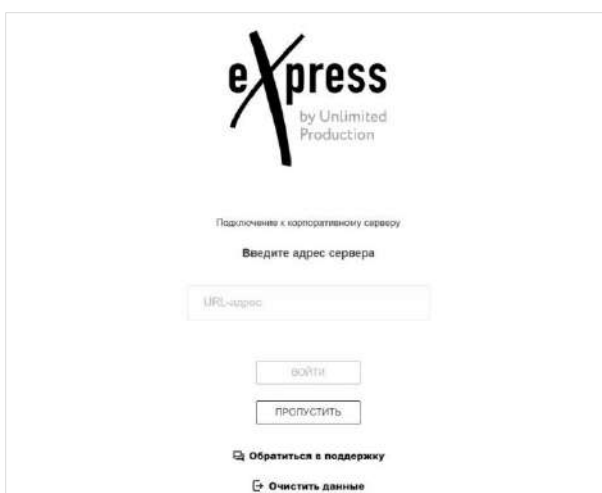 eXpress
by Unlimited
Production
Подключение к корпоративному серверу
Введите адрес сервера
URL-адрес
ВОЙТИ
ПРОПУСТИТЬ
Обратиться в поддержку
Очистить данные